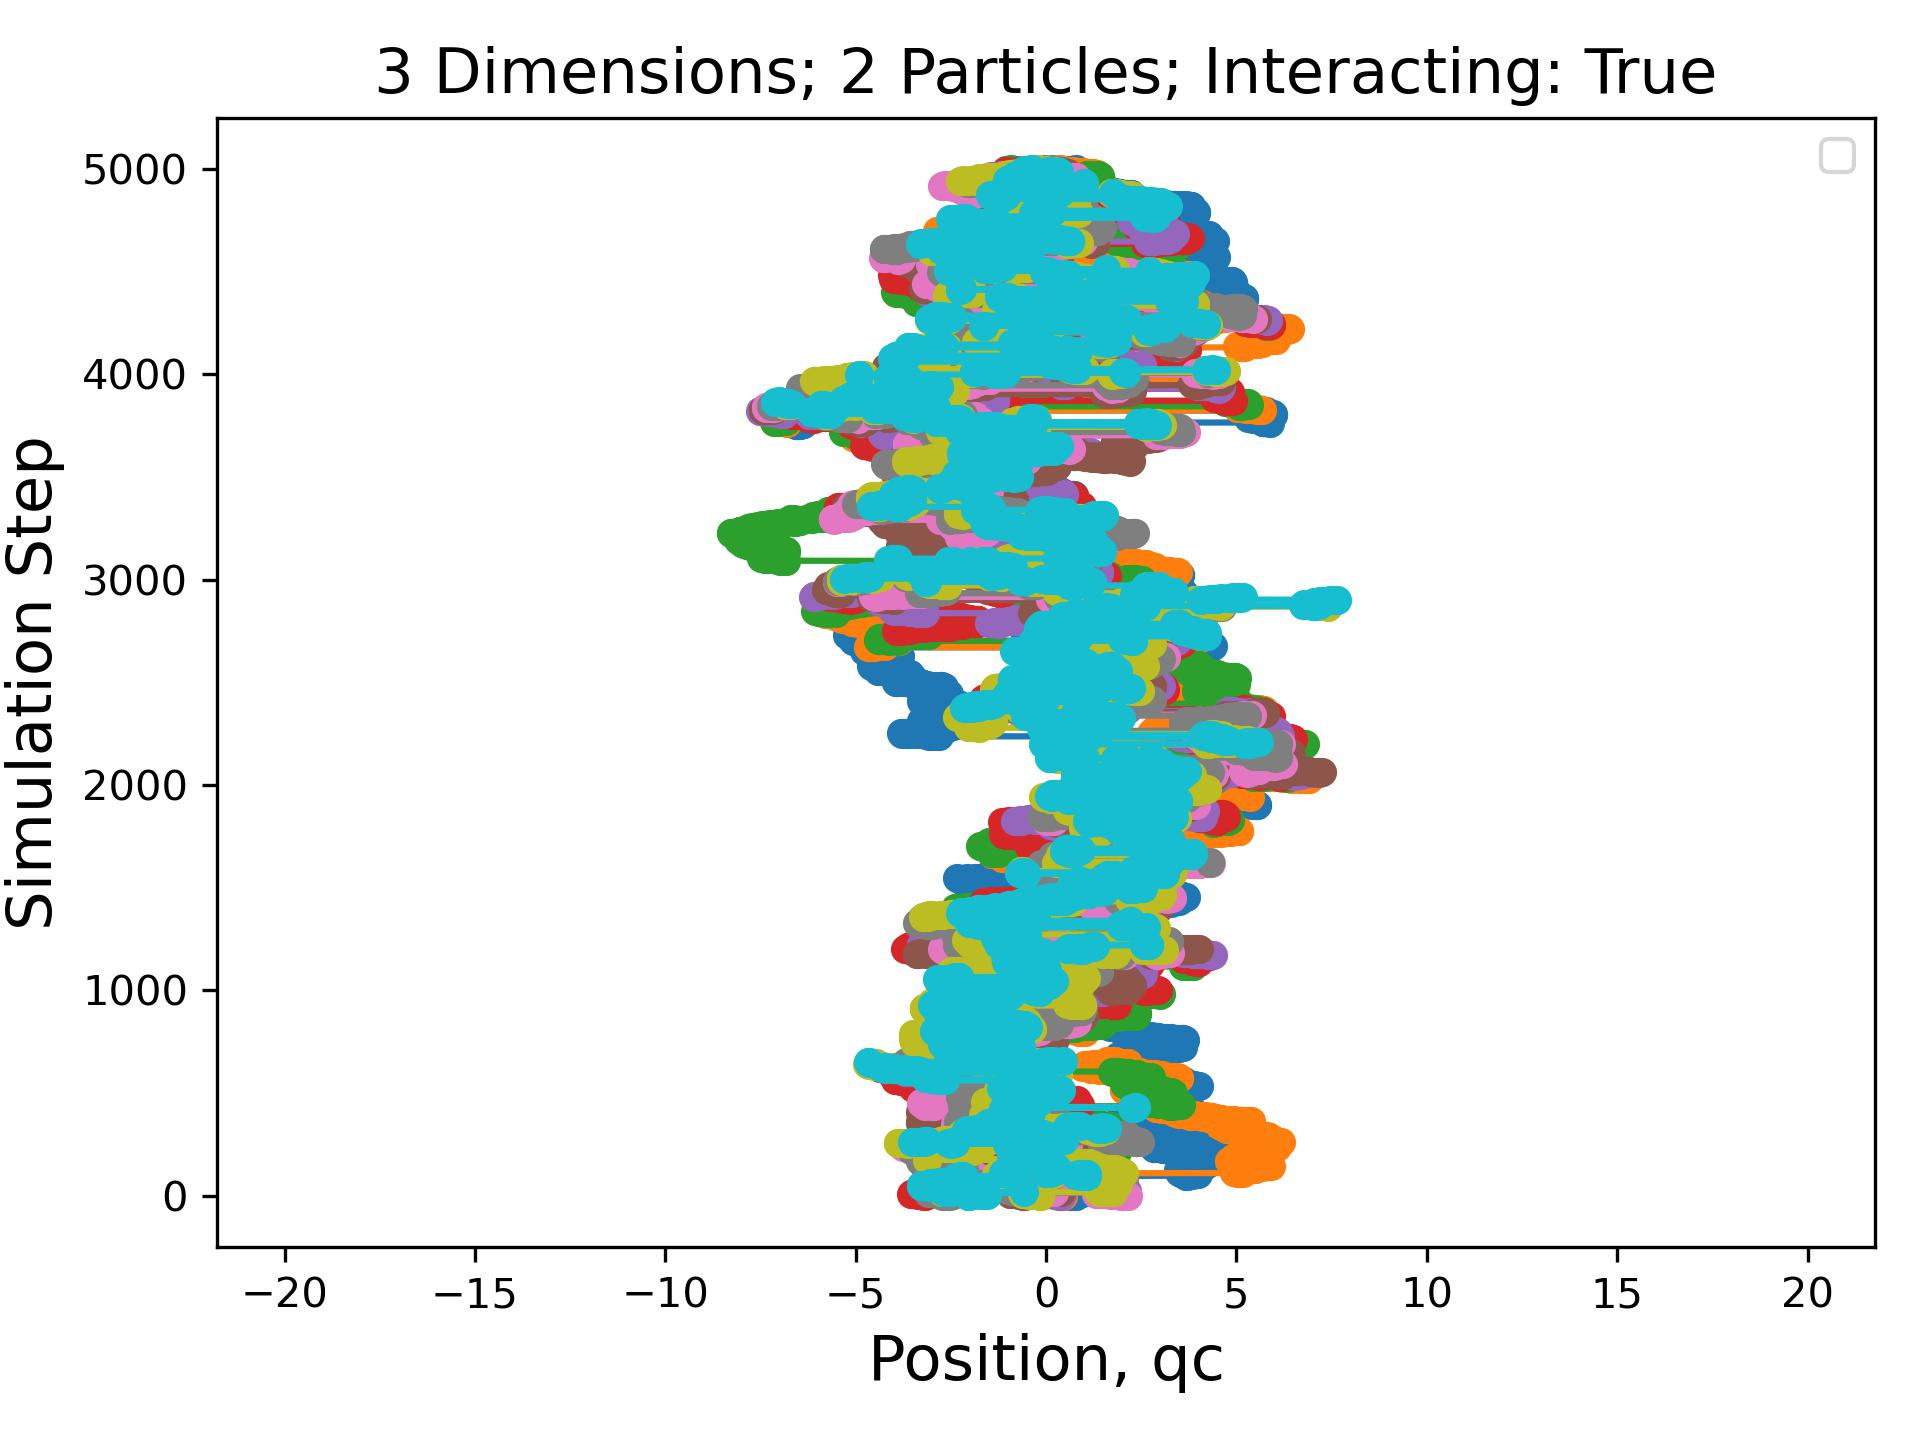 3 Dimensions; 2 Particles; Interacting: True
Simulation Step
5000
4000
3000
2000
1000
0
−20 −15 −10 −5 0 5 10 15 20
Position, qc